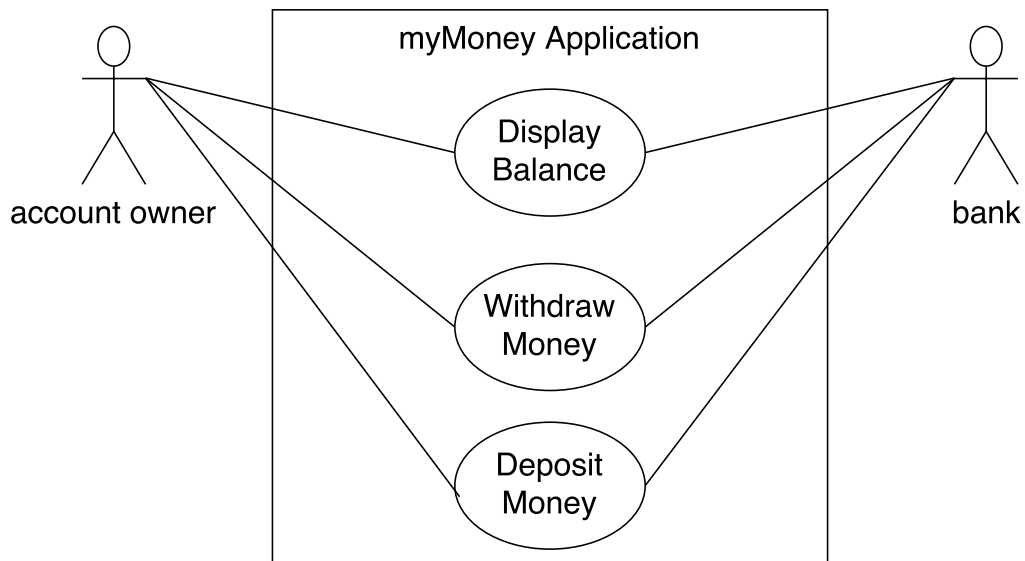 myMoney Application
Display
Balance
account owner
bank
Withdraw
Money
Deposit
Money